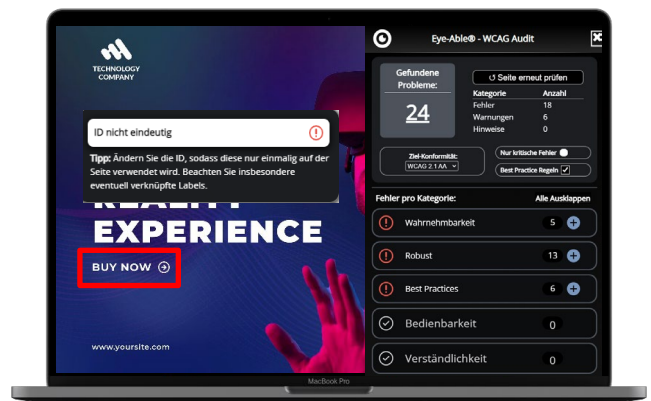 TECHNOLOGY
COMPANY
ID nicht eindeutig
Tipp: Ändern Sie die ID, sodass diese nur einmalig auf der
Seite verwendet wird. Beachten Sie insbesondere
eventuell verknüpfte Labels.
REALITY
EXPERIENCE
BUY NOW
www.yoursite.com
Eye-Able® - WCAG Audit
Gefundene
Probleme:
24
↺ Seite erneut prüfen
Kategorie Anzahl
Fehler 18
Warnungen 6
Hinweise 0
Ziel-Konformität:
WCAG 2.1 AA
Nur kritische Fehler
Best Practice Regeln
Fehler pro Kategorie: Alle Ausklappen
Wahrnehmbarkeit 5
Robust 13
Best Practices 6
Bedienbarkeit 0
Verständlichkeit 0
MacBook Pro